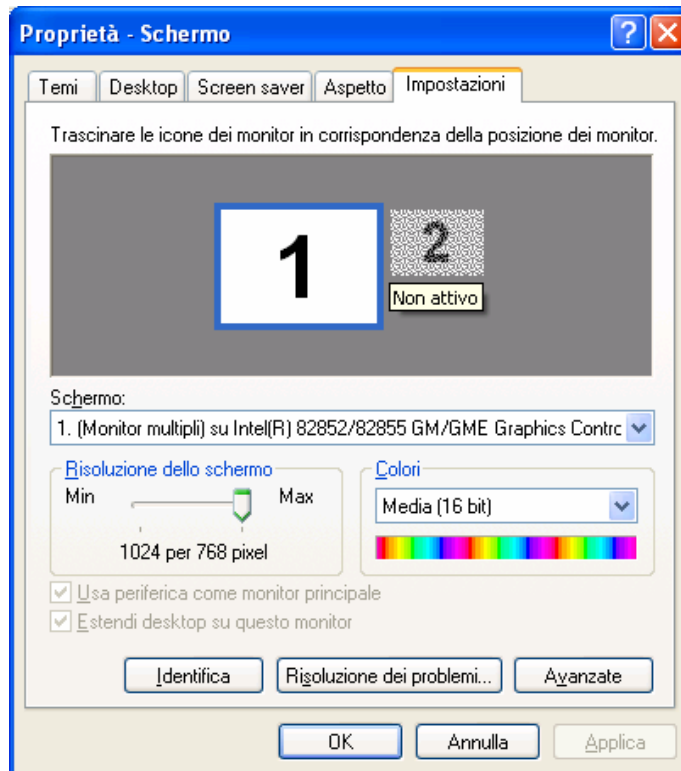 Proprietà - Schermo
Temi Desktop Screen saver Aspetto Impostazioni
Trascinare le icone dei monitor in corrispondenza della posizione dei monitor.
1 2
Non attivo
Schermo:
1. (Monitor multipli) su Intel(R) 82852/82855 GM/GME Graphics Contrc
Risoluzione dello schermo Colori
Min Max Media (16 bit)
1024 per 768 pixel
Usa periferica come monitor principale
Estendi desktop su questo monitor
Identifica Risoluzione dei problemi... Avanzate
OK Annulla Applica